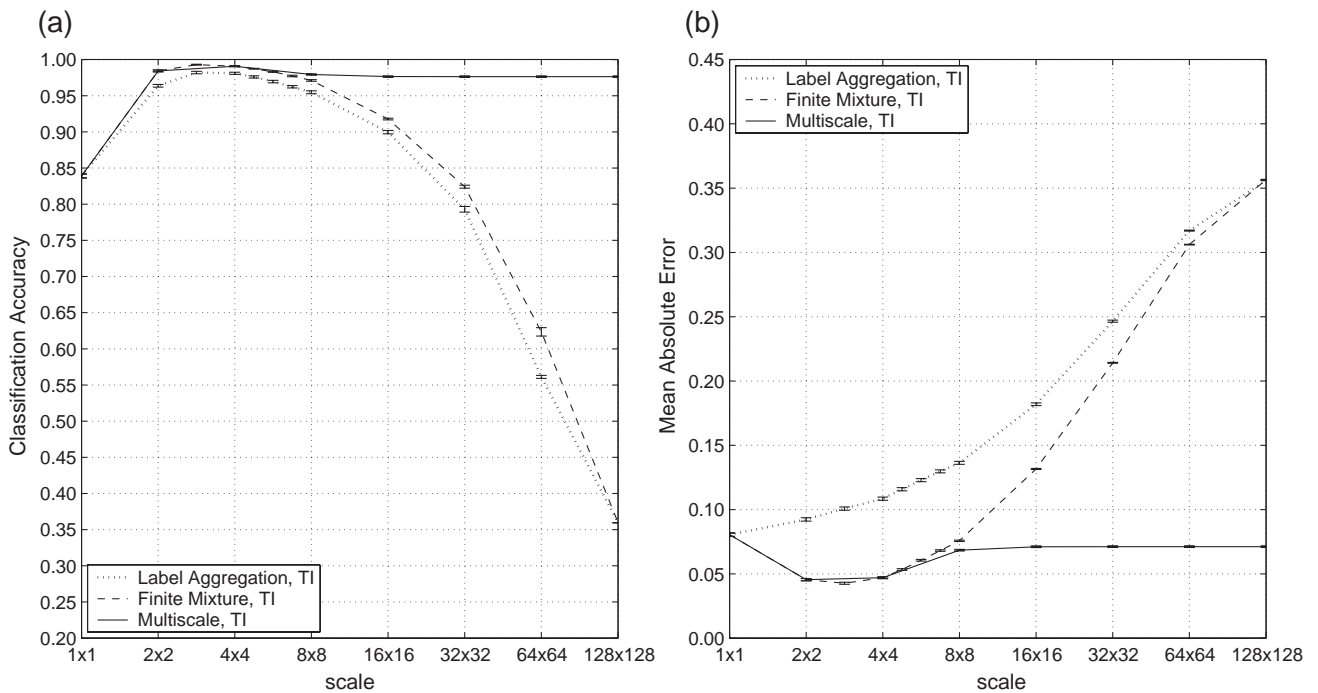 (a)
Classification Accuracy
1.00
0.95
0.90
0.85
0.80
0.75
0.70
0.65
0.60
0.55
0.50
0.45
0.40
0.35
0.30
0.25
0.20
Label Aggregation, TI
Finite Mixture, TI
Multiscale, TI
1x1
2x2
4x4
8x8
16x16
32x32
64x64
128x128
scale
(b)
Mean Absolute Error
0.45
0.40
0.35
0.30
0.25
0.20
0.15
0.10
0.05
0.00
Label Aggregation, TI
Finite Mixture, TI
Multiscale, TI
1x1
2x2
4x4
8x8
16x16
32x32
64x64
128x128
scale